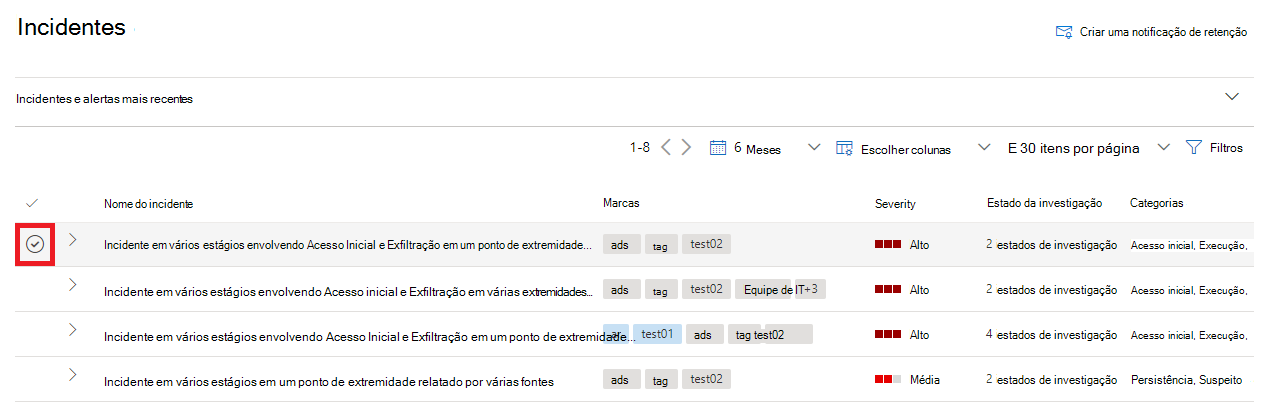 Incidentes
Criar uma notificação de retenção
Incidentes e alertas mais recentes
1-8 6 Meses Escolher colunas E 30 itens por página Filtros
Nome do incidente Marcas Severity Estado da investigação Categorias
Incidente em vários estágios envolvendo Acesso Inicial e Exfiltração em um ponto de extremidade... ads tag test02 Alto 2 estados de investigação Acesso inicial, Execução,
Incidente em vários estágios envolvendo Acesso inicial e Exfiltração em várias extremidades... ads tag test02 Equipe de IT+3 Alto 2 estados de investigação Acesso inicial, Execução,
Incidente em vários estágios envolvendo Acesso Inicial e Exfiltração em um ponto de extremidade... test01 ads tag test02 Alto 4 estados de investigação Acesso inicial, Execução,
Incidente em vários estágios em um ponto de extremidade relatado por várias fontes ads tag test02 Média 2 estados de investigação Persistência, Suspeito